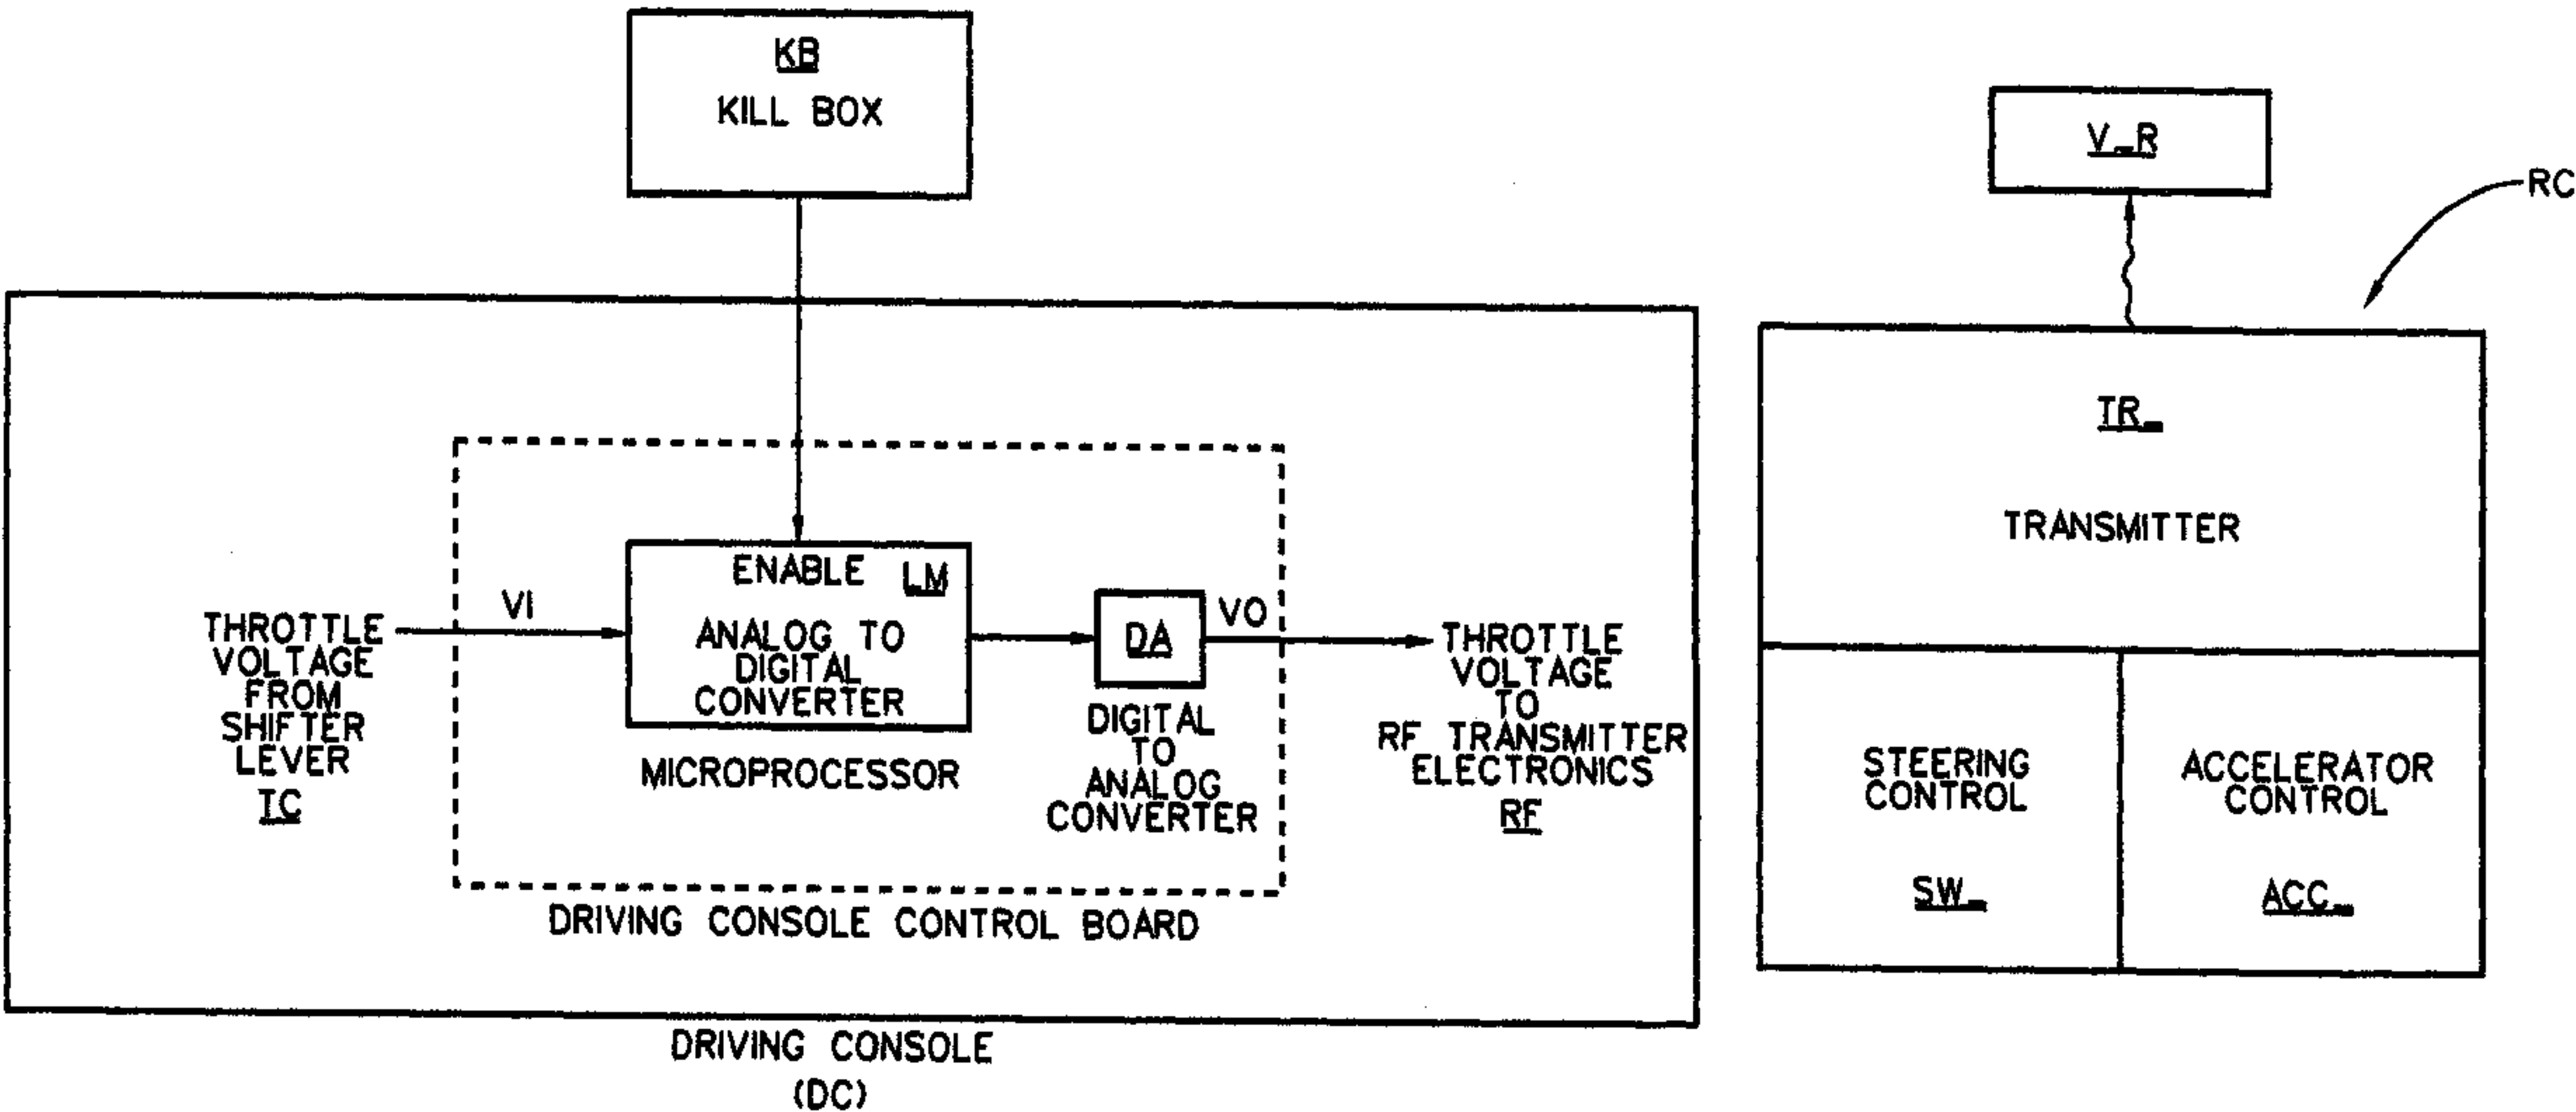 KB
KILL BOX
V_R
RC
TR_
TRANSMITTER
ENABLE LM
ANALOG TO
DIGITAL
CONVERTER
MICROPROCESSOR
VI
THROTTLE
VOLTAGE
FROM
SHIFTER
LEVER
TC
DA
DIGITAL
TO
ANALOG
CONVERTER
VO
THROTTLE
VOLTAGE
TO
RF TRANSMITTER
ELECTRONICS
RF
STEERING
CONTROL
SW_
ACCELERATOR
CONTROL
ACC_
DRIVING CONSOLE CONTROL BOARD
DRIVING CONSOLE
(DC)